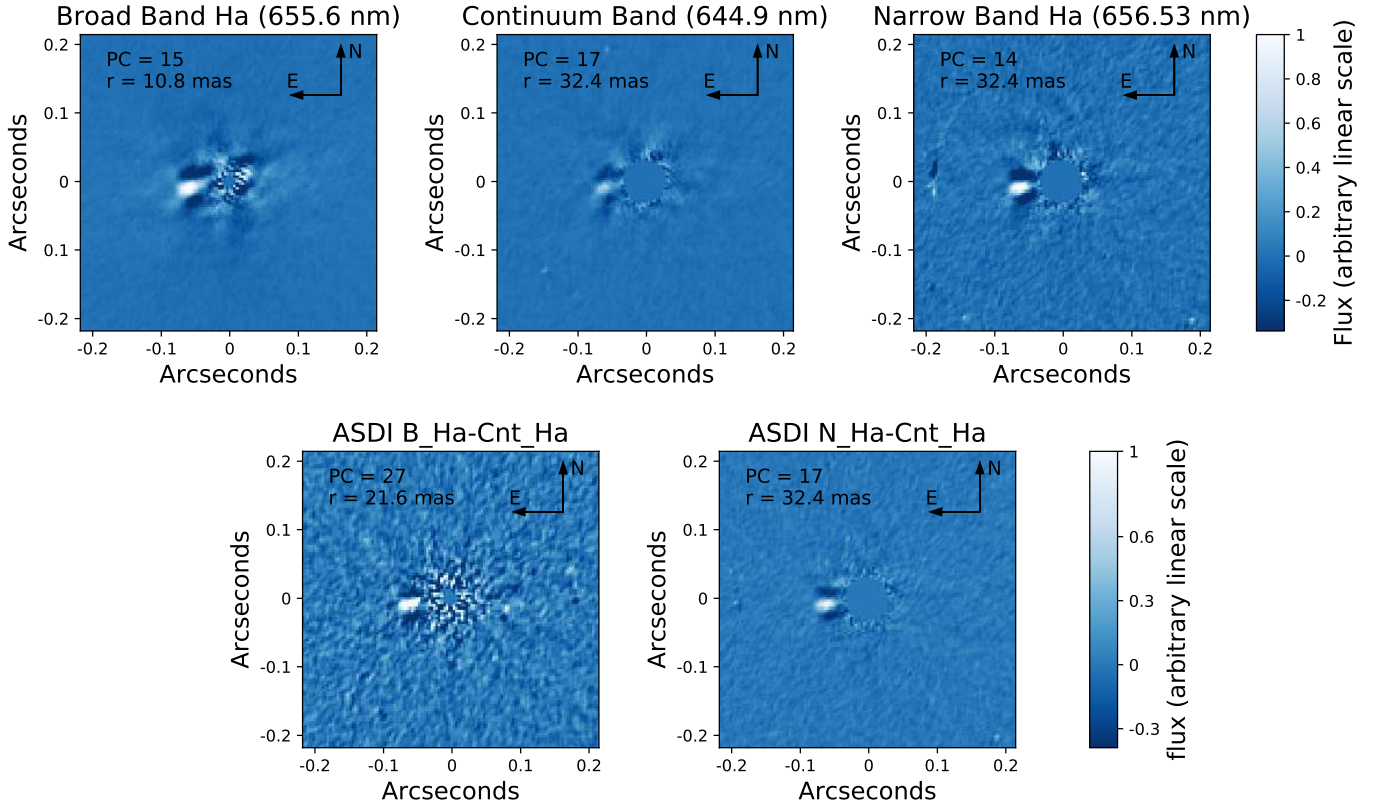 Broad Band Ha (655.6 nm)
Continuum Band (644.9 nm)
Narrow Band Ha (656.53 nm)
0.2
0.1
0
0.1
-0.2
Arcseconds
PC = 15
r = 10.8 mas
N
E
-0.2
-0.1
0
0.1
0.2
Arcseconds
0.2
0.1
0
-0.1
-0.2
Arcseconds
PC = 17
r = 32.4 mas
N
E
-0.2
-0.1
0
0.1
0.2
Arcseconds
0.2
0.1
0
-0.1
-0.2
Arcseconds
PC = 14
r = 32.4 mas
N
E
-0.2
-0.1
0
0.1
0.2
Arcseconds
1
0.8
0.6
0.4
0.2
0
-0.2
Flux (arbitrary linear scale)
ASDI B_Ha-Cnt_Ha
ASDI N_Ha-Cnt_Ha
0.2
0.1
0
-0.1
-0.2
Arcseconds
PC = 27
r = 21.6 mas
N
E
-0.2
-0.1
0
0.1
0.2
Arcseconds
0.2
0.1
0
-0.1
-0.2
Arcseconds
PC = 17
r = 32.4 mas
N
E
-0.2
-0.1
0
0.1
0.2
Arcseconds
1
0.6
0.3
0
-0.3
flux (arbitrary linear scale)